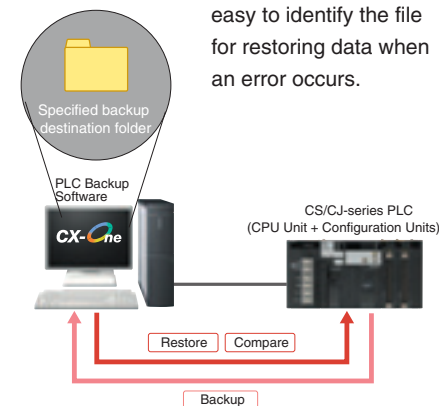 easy to identify the file
for restoring data when
an error occurs.
Specified backup
destination folder
PLC Backup
Software
CX-One
CS/CJ-series PLC
(CPU Unit + Configuration Units)
Restore
Compare
Backup